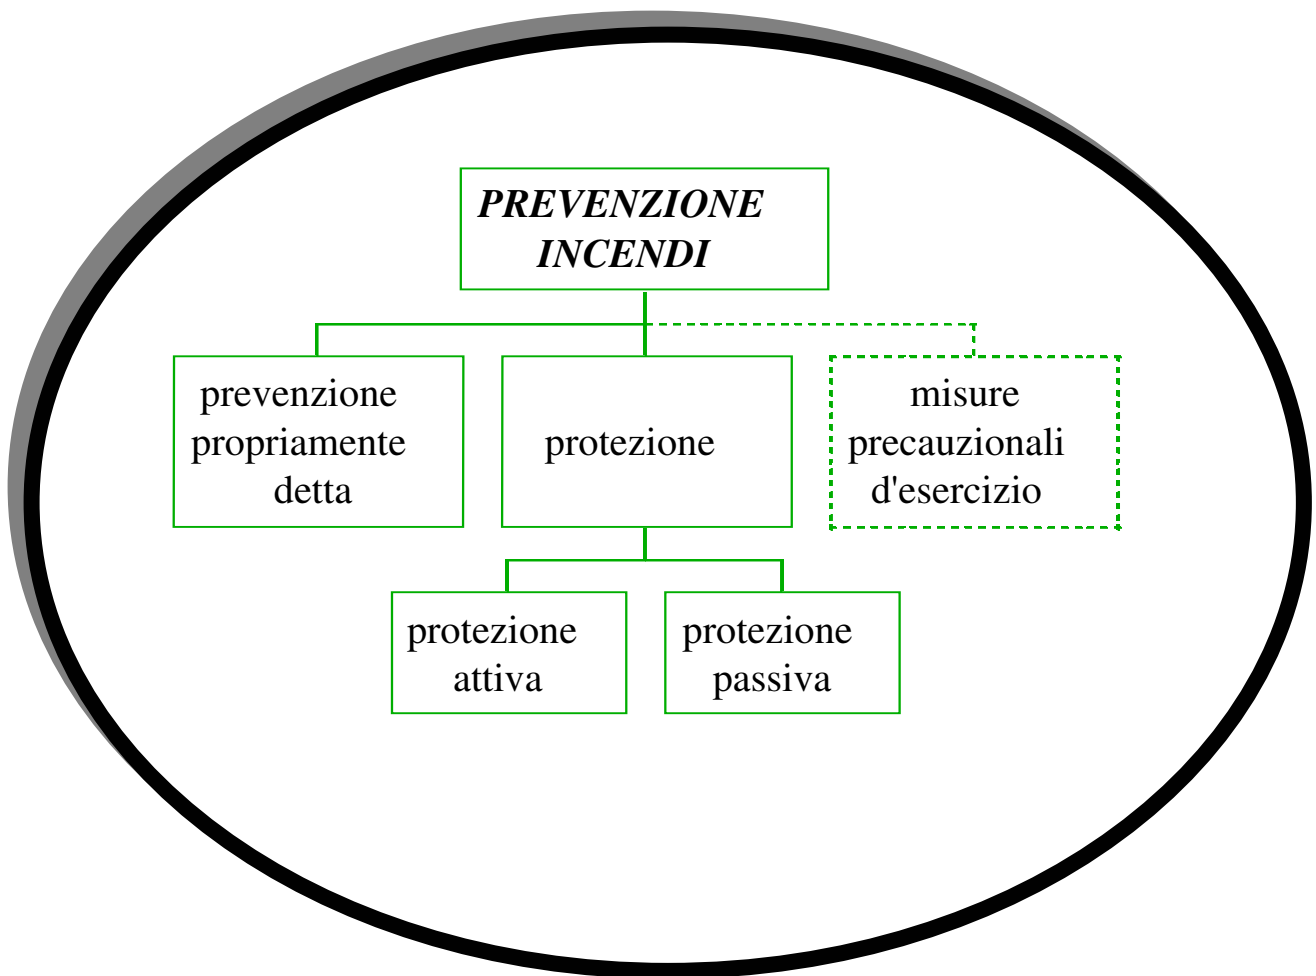 PREVENZIONE
INCENDI
prevenzione
propriamente
detta
protezione
misure
precauzionali
d'esercizio
protezione
attiva
protezione
passiva